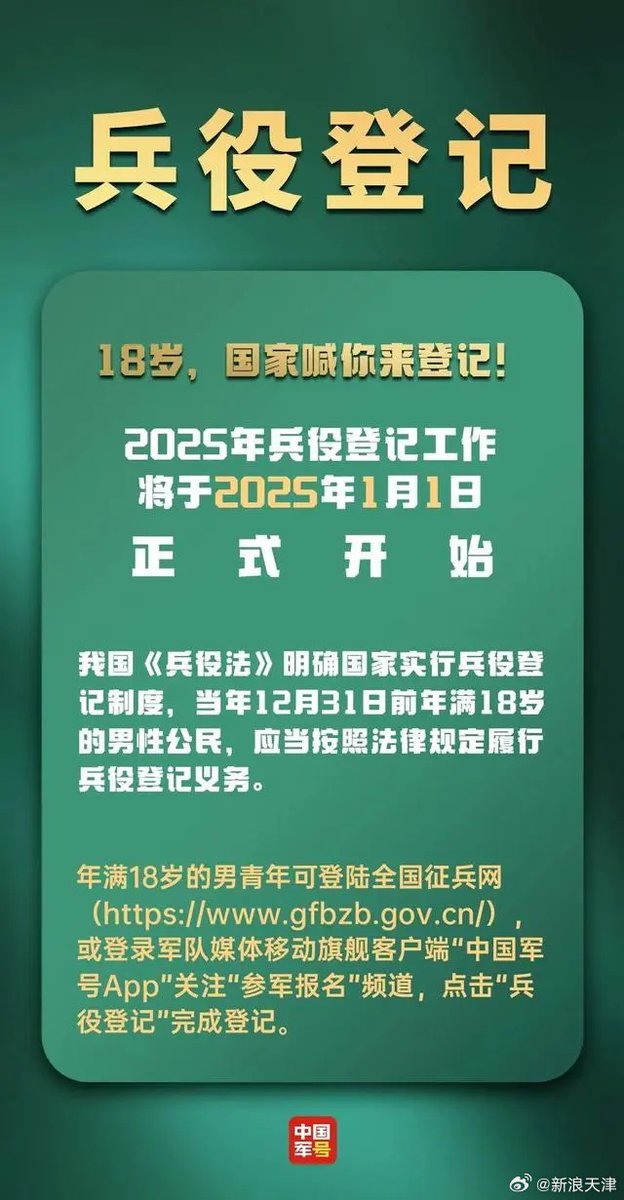 兵役登记
18岁，国家喊你来登记！
2025年兵役登记工作
将于2025年1月1日
正式开始
我国《兵役法》明确国家实行兵役登
记制度，当年12月31日前年满18岁
的男性公民，应当按照法律规定履行
兵役登记义务。
年满18岁的男青年可登陆全国征兵网
（https://www.gfbzb.gov.cn/），
或登录军队媒体移动旗舰客户端“中国军
号App”关注“参军报名”频道，点击“兵
役登记”完成登记。
中国
军号
@新浪天津